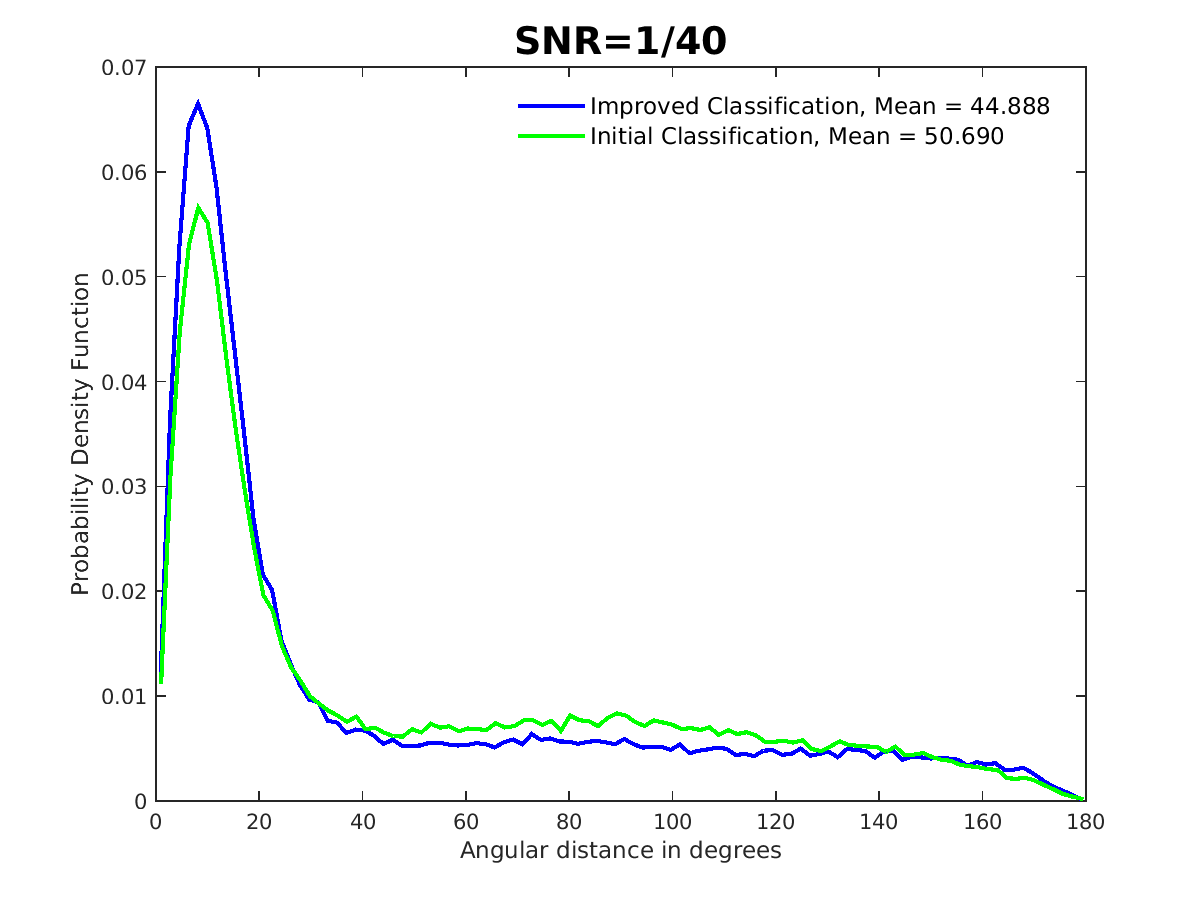 SNR=1/40
Improved Classification, Mean = 44.888
Initial Classification, Mean = 50.690
Probability Density Function
0.07
0.06
0.05
0.04
0.03
0.02
0.01
0
0 20 40 60 80 100 120 140 160 180
Angular distance in degrees